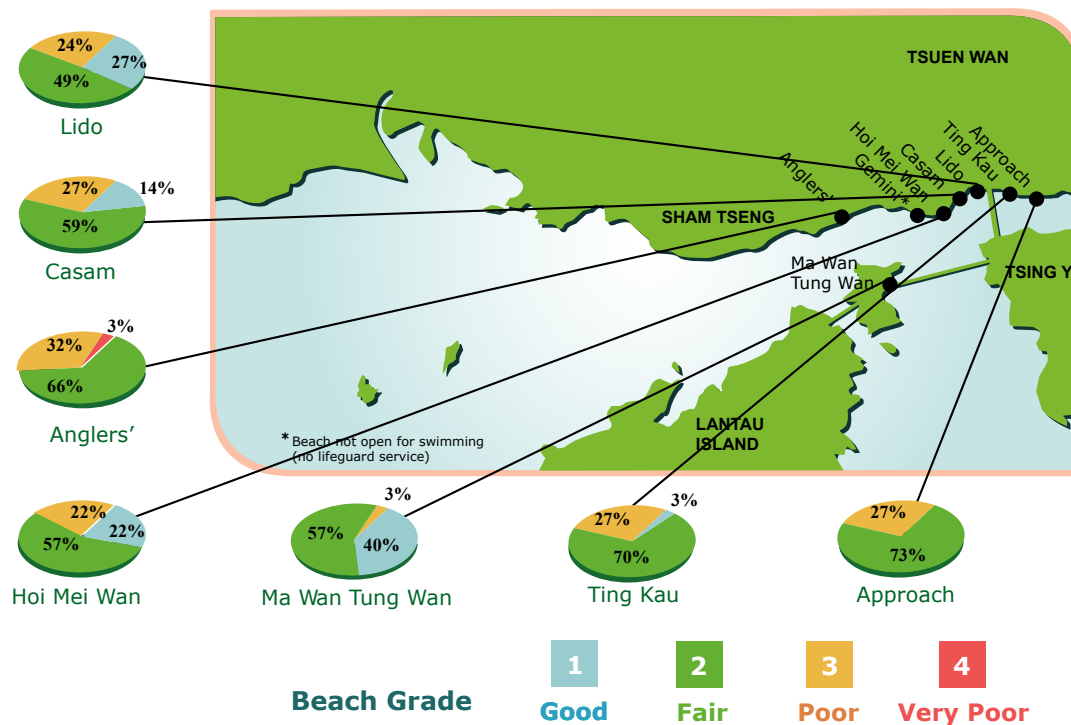 24%
27%
49%
Lido
27%
14%
59%
Casam
3%
32%
66%
Anglers’
22%
22%
57%
Hoi Mei Wan
3%
57%
40%
Ma Wan Tung Wan
3%
27%
70%
Ting Kau
27%
73%
Approach
TSUEN WAN
Anglers’
Gemini*
Hoi Mei Wan
Casam
Lido
Ting Kau
Approach
SHAM TSENG
Ma Wan
Tung Wan
TSING Y
LANTAU
ISLAND
* Beach not open for swimming
(no lifeguard service)
Beach Grade
1
Good
2
Fair
3
Poor
4
Very Poor